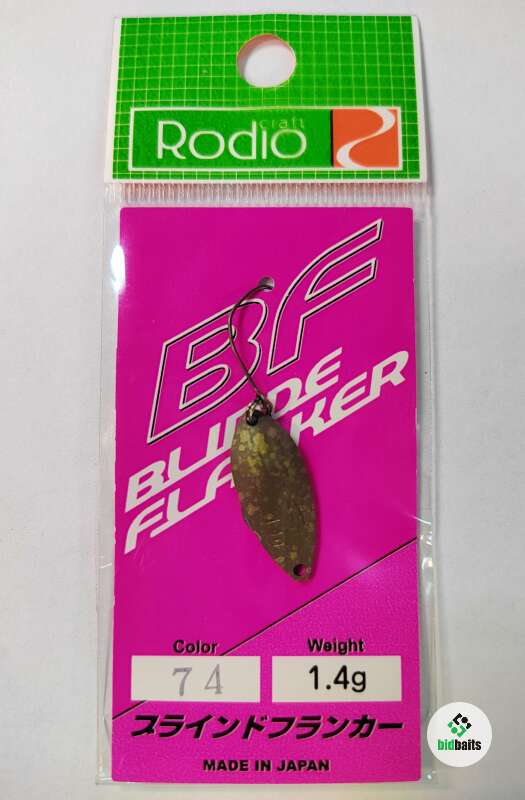 craft
Rodio
BF
BLINDE
FLANKER
Color
Weight
74
1.4g
ブラインドフランカー
MADE IN JAPAN
bidbaits